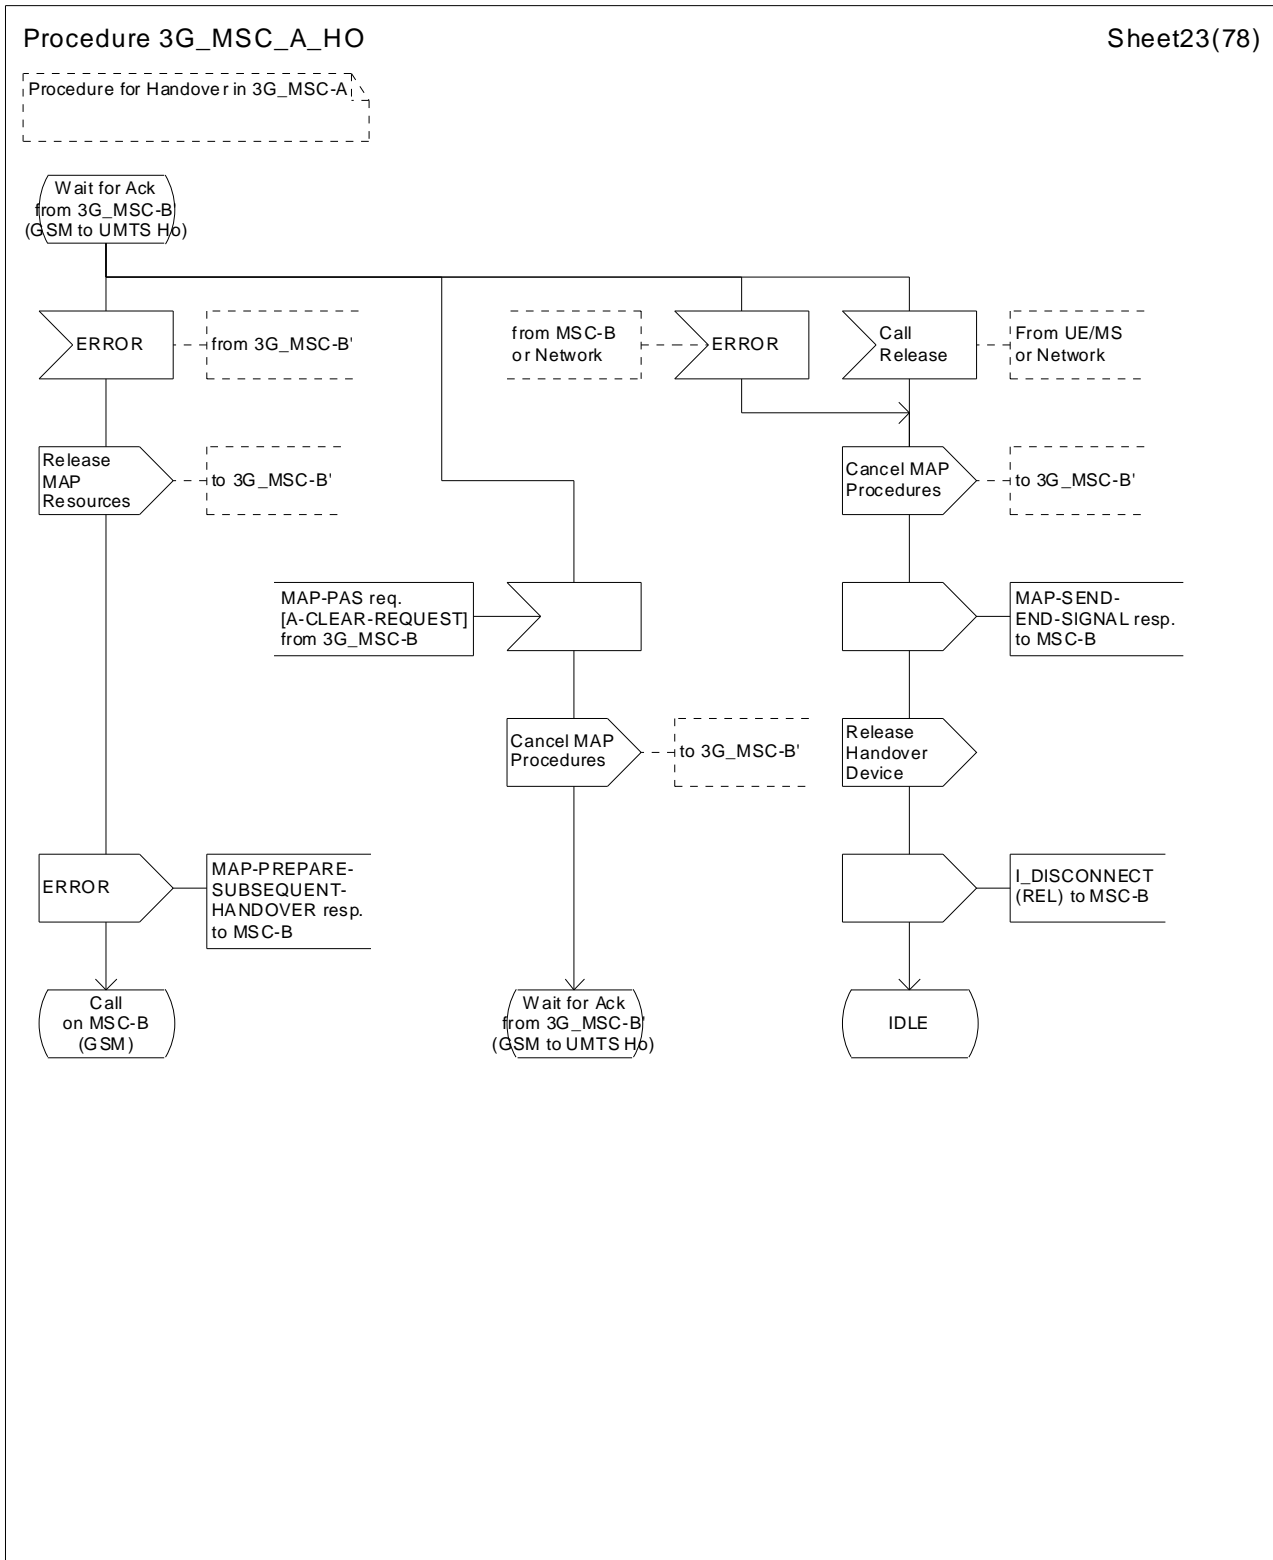 Procedure 3G_MSC_A_HO
Sheet23(78)
Procedure for Handover in 3G_MSC-A
Wait for Ack
from 3G_MSC-B'
(GSM to UMTS Ho)
ERROR
from 3G_MSC-B'
from MSC-B
or Network
ERROR
Call
Release
From UE/MS
or Network
Release
MAP
Resources
to 3G_MSC-B'
Cancel MAP
Procedures
to 3G_MSC-B'
MAP-PAS req.
[A-CLEAR-REQUEST]
from 3G_MSC-B
MAP-SEND-
END-SIGNAL resp.
to MSC-B
Cancel MAP
Procedures
to 3G_MSC-B'
Release
Handover
Device
ERROR
MAP-PREPARE-
SUBSEQUENT-
HANDOVER resp.
to MSC-B
I_DISCONNECT
(REL) to MSC-B
Call
on MSC-B
(GSM)
Wait for Ack
from 3G_MSC-B'
(GSM to UMTS Ho)
IDLE